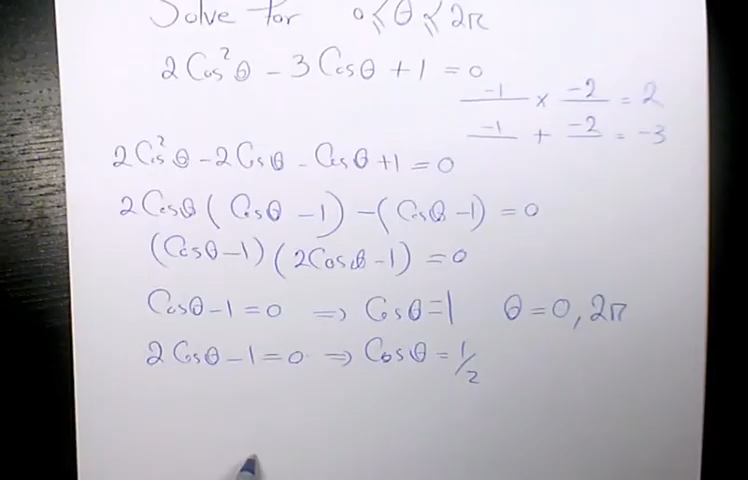 Solve for 0 ⩽ θ ⩽ 2π
2Cos²θ - 3Cosθ + 1 = 0
-1 × -2 = 2
-1 + -2 = -3
2Cos²θ - 2Cosθ - Cosθ + 1 = 0
2Cosθ (Cosθ - 1) - (Cosθ - 1) = 0
(Cosθ - 1) (2Cosθ - 1) = 0
Cosθ - 1 = 0 ⇒ Cosθ = 1 θ = 0, 2π
2Cosθ - 1 = 0 ⇒ Cosθ = 1/2